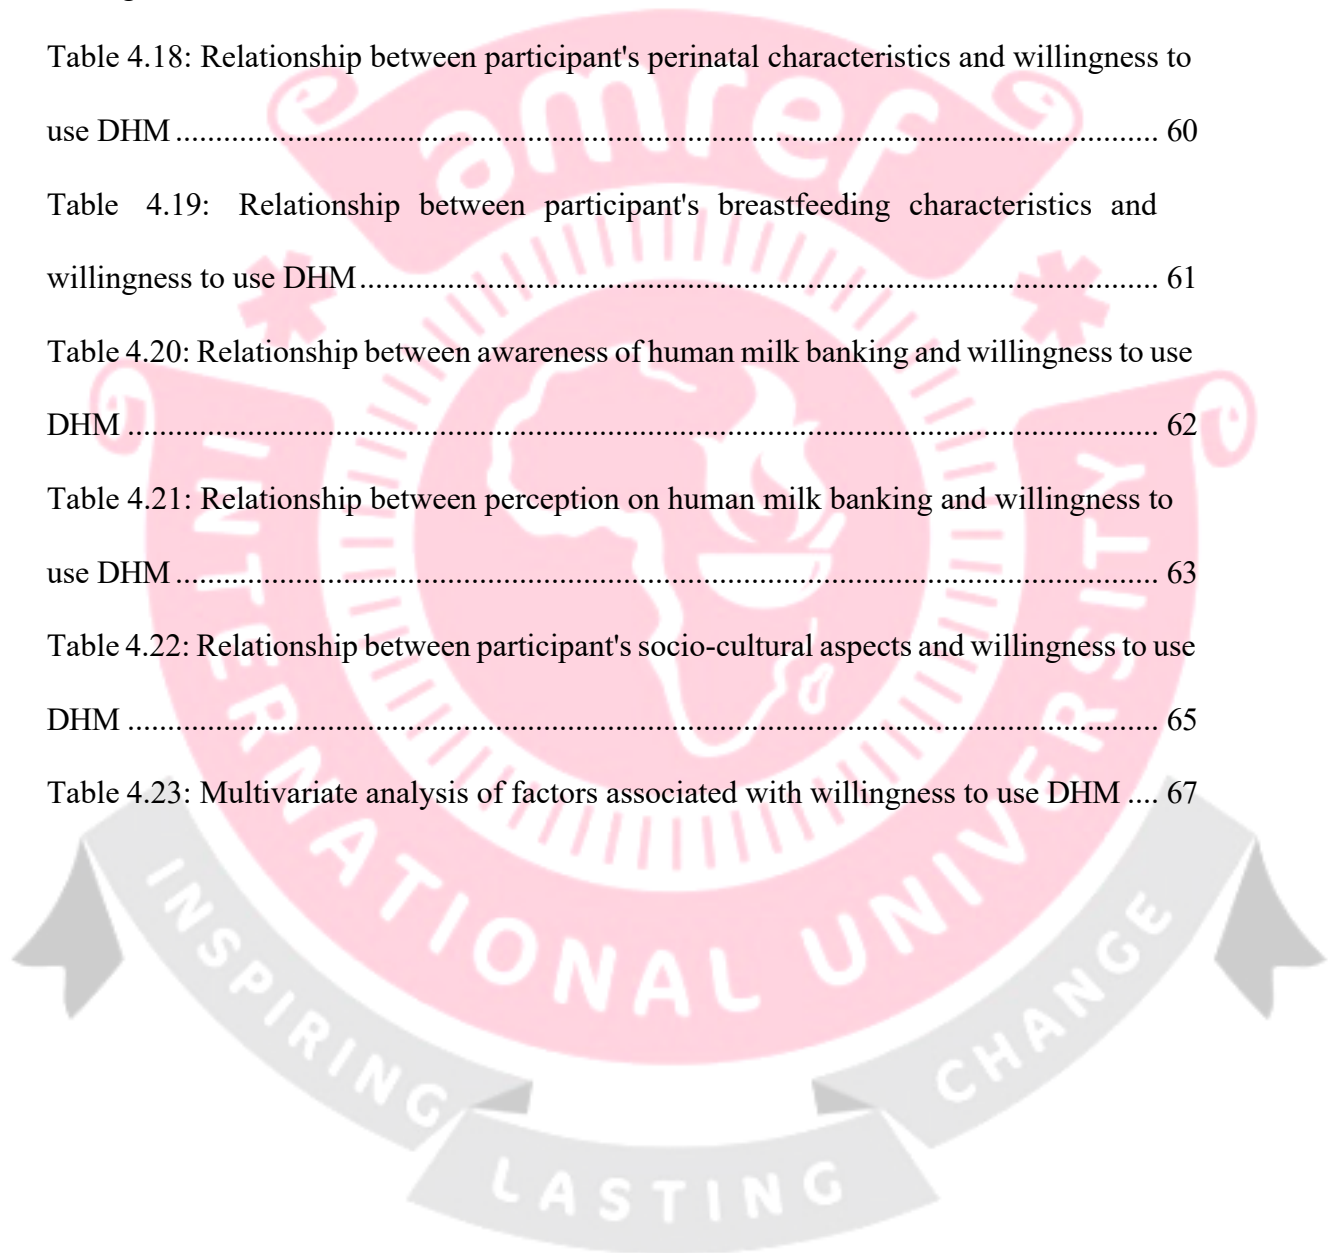 Table 4.18: Relationship between participant's perinatal characteristics and willingness to
use DHM .......................................................................................................................... 60
Table 4.19: Relationship between participant's breastfeeding characteristics and
willingness to use DHM................................................................................................... 61
Table 4.20: Relationship between awareness of human milk banking and willingness to use
DHM ................................................................................................................................ 62
Table 4.21: Relationship between perception on human milk banking and willingness to
use DHM .......................................................................................................................... 63
Table 4.22: Relationship between participant's socio-cultural aspects and willingness to use
DHM ................................................................................................................................ 65
Table 4.23: Multivariate analysis of factors associated with willingness to use DHM .... 67
amref
INTERNATIONAL UNIVERSITY
INSPIRING
LASTING
CHANGE